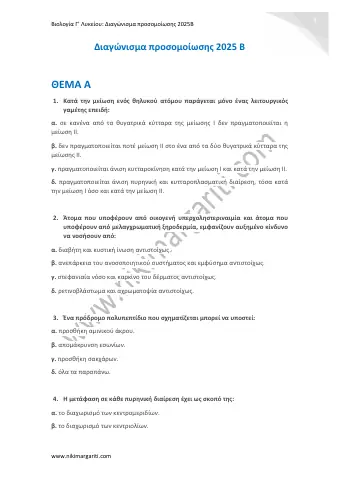 Βιολογία Γ' Λυκείου: Διαγώνισμα προσομοίωσης 2025Β
1
Διαγώνισμα προσομοίωσης 2025 Β
ΘΕΜΑ Α
1. Κατά την μείωση ενός θηλυκού ατόμου παράγεται μόνο ένας λειτουργικός
γαμέτης επειδή:
α. σε κανένα από τα θυγατρικά κύτταρα της μείωσης Ι δεν πραγματοποιείται η
μείωση ΙΙ.
β. δεν πραγματοποιείται ποτέ μείωση ΙΙ στο ένα από τα δύο θυγατρικά κύτταρα της
μείωσης ΙΙ.
γ. πραγματοποιείται άνιση κυτταροκίνηση κατά την μείωση Ι και κατά την μείωση ΙΙ.
δ. πραγματοποιείται άνιση πυρηνική και κυτταροπλασματική διαίρεση, τόσο κατά
την μείωση Ι όσο και κατά την μείωση ΙΙ.
2. Άτομα που υποφέρουν από οικογενή υπερχοληστεριναιμία και άτομα που
υποφέρουν από μελαγχρωματική ξηροδερμία, εμφανίζουν αυξημένο κίνδυνο
να νοσήσουν από:
α. διαβήτη και κυστική ίνωση αντιστοίχως.
β. ανεπάρκεια του ανοσοποιητικού συστήματος και εμφύσημα αντιστοίχως.
γ. στεφανιαία νόσο και καρκίνο του δέρματος αντιστοίχως.
δ. ρετινοβλάστωμα και αχρωματοψία αντιστοίχως.
3. Ένα πρόδρομο πολυπεπτίδιο που σχηματίζεται μπορεί να υποστεί:
α. προσθήκη αμινικού άκρου.
β. απομάκρυνση εσωνίων.
γ. προσθήκη σακχάρων.
δ. όλα τα παραπάνω.
4. Η μετάφαση σε κάθε πυρηνική διαίρεση έχει ως σκοπό της:
α. το διαχωρισμό των κεντρομεριδίων.
β. το διαχωρισμό των κεντριολίων.
www.nikimargariti.com
www.nikimargariti.com